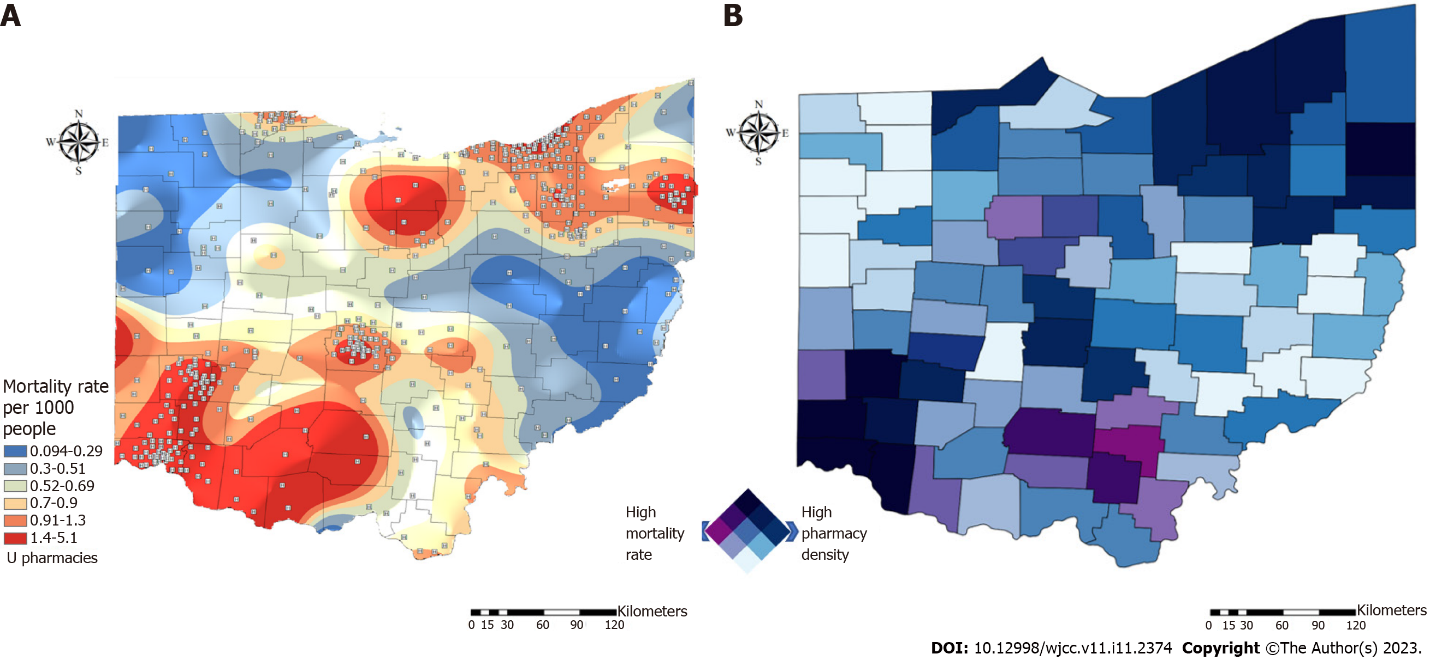 A
B
N
W E
S
N
W E
S
Mortality rate
per 1000
people
0.094-0.29
0.3-0.51
0.52-0.69
0.7-0.9
0.91-1.3
1.4-5.1
U pharmacies
High
mortality
rate
High
pharmacy
density
Kilometers
0 15 30 60 90 120
Kilometers
0 15 30 60 90 120
DOI: 10.12998/wjcc.v11.i11.2374 Copyright ©The Author(s) 2023.